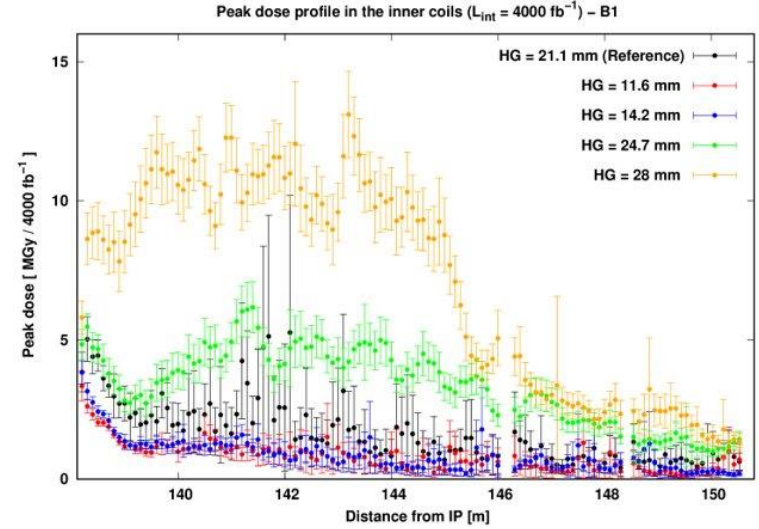 Peak dose profile in the inner coils (L_int = 4000 fb⁻¹) – B1
HG = 21.1 mm (Reference)
HG = 11.6 mm
HG = 14.2 mm
HG = 24.7 mm
HG = 28 mm
Peak dose [ MGy / 4000 fb⁻¹ ]
15
10
5
0
140 142 144 146 148 150
Distance from IP [m]